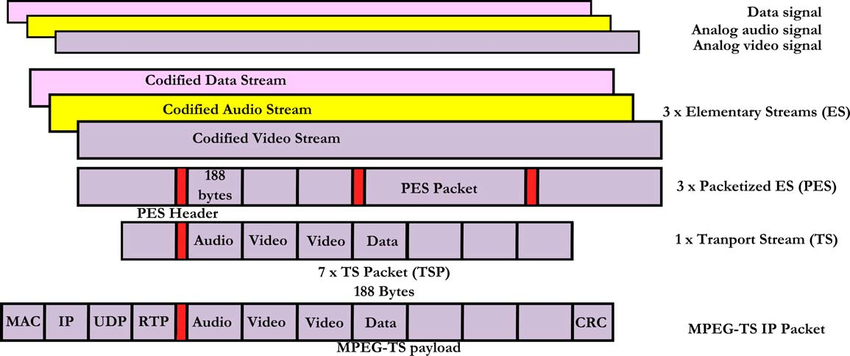 Data signal
Analog audio signal
Analog video signal
Codified Data Stream
Codified Audio Stream
3 x Elementary Streams (ES)
Codified Video Stream
188
bytes
PES Packet
3 x Packetized ES (PES)
PES Header
Audio Video Video Data
1 x Tranport Stream (TS)
7 x TS Packet (TSP)
188 Bytes
MAC IP UDP RTP Audio Video Video Data CRC
MPEG-TS IP Packet
MPEG-TS payload